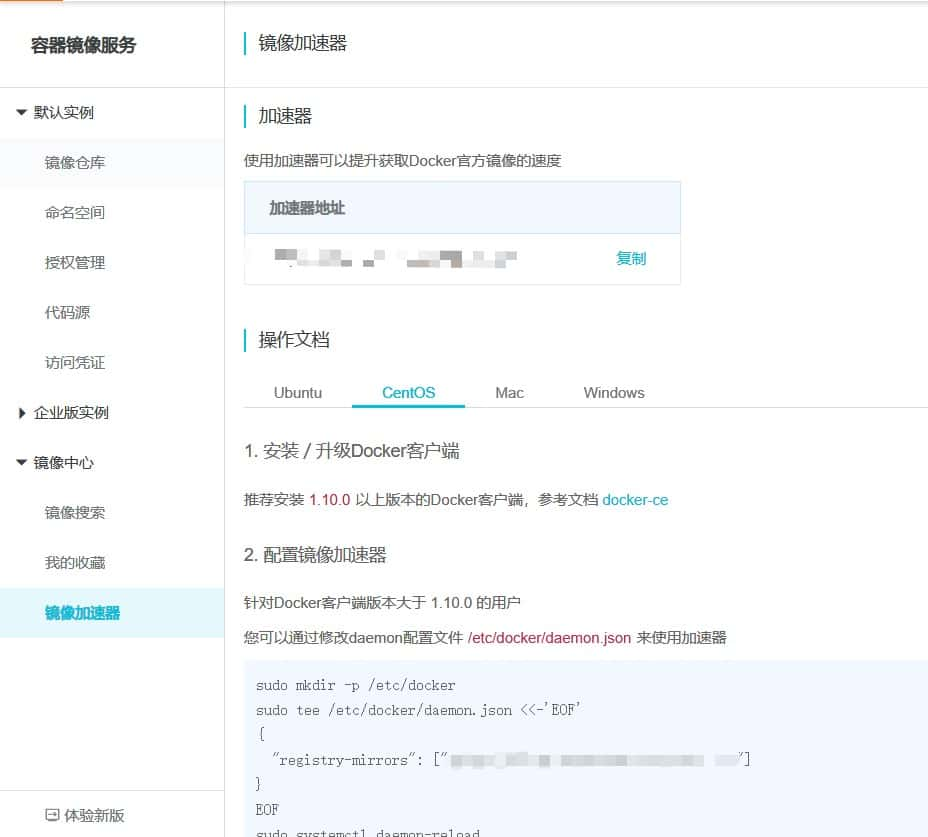 容器镜像服务
默认实例
镜像仓库
命名空间
授权管理
代码源
访问凭证
企业版实例
镜像中心
镜像搜索
我的收藏
镜像加速器
体验新版
镜像加速器
加速器
使用加速器可以提升获取Docker官方镜像的速度
加速器地址
复制
操作文档
Ubuntu CentOS Mac Windows
1. 安装 / 升级Docker客户端
推荐安装 1.10.0 以上版本的Docker客户端，参考文档 docker-ce
2. 配置镜像加速器
针对Docker客户端版本大于 1.10.0 的用户
您可以通过修改daemon配置文件 /etc/docker/daemon.json 来使用加速器
sudo mkdir -p /etc/docker
sudo tee /etc/docker/daemon.json <<-'EOF'
{
"registry-mirrors": [" "]
}
EOF
sudo systemctl daemon-reload